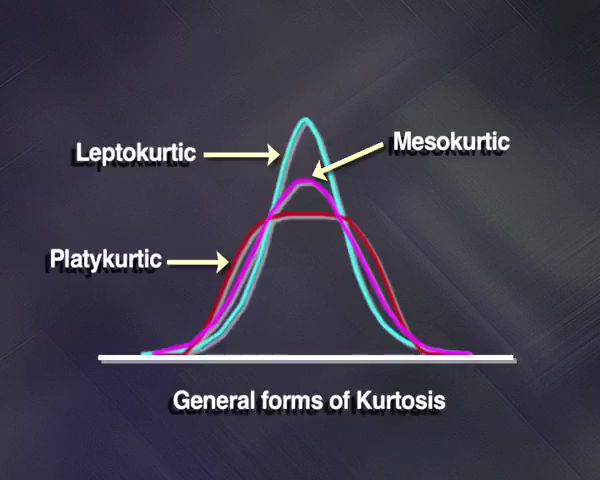 Leptokurtic
Mesokurtic
Platykurtic
General forms of Kurtosis